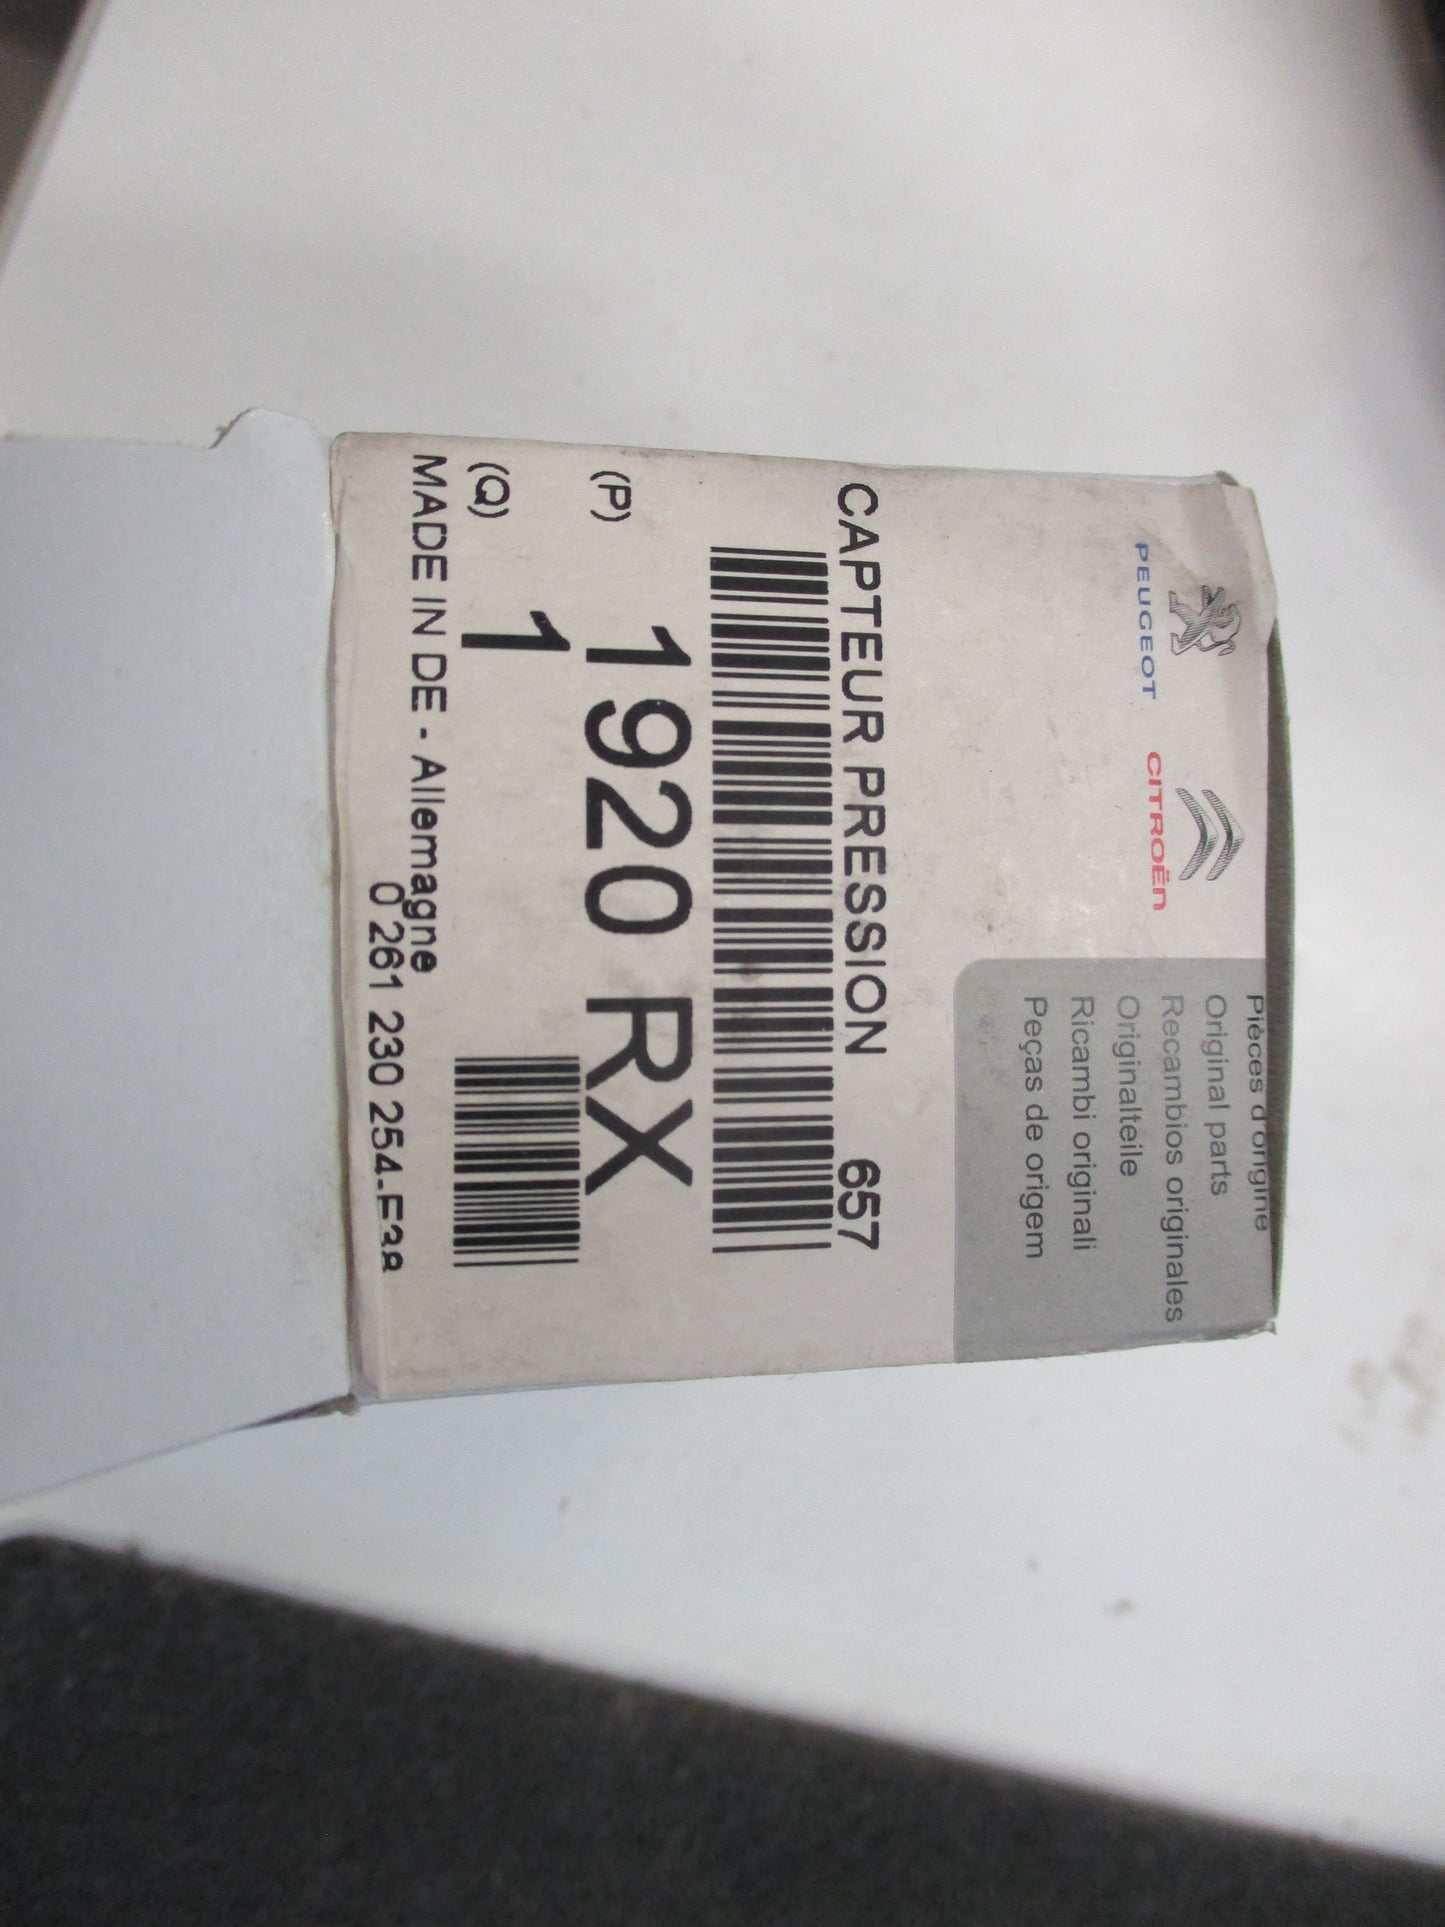 PEUGEOT CITROËN
Pièces d'origine
Original parts
Recambios originales
Originalteile
Ricambi originali
Peças de origem
CAPTEUR PRESSION 657
(P) 1920 RX
(Q) 1
MADE IN DE - Allemagne
0 261 230 254-